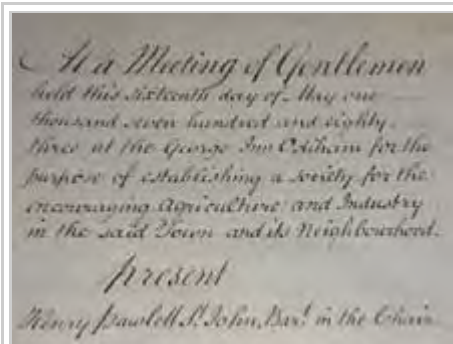 At a Meeting of Gentlemen
held this sixteenth day of May one
thousand seven hundred and eighty
three at the George Inn Odiham for the
purpose of establishing a society for the
encouraging Agriculture and Industry
in the said Town and its Neighbourhood.
present
Henry Pawlett St. John, Bart. in the Chair